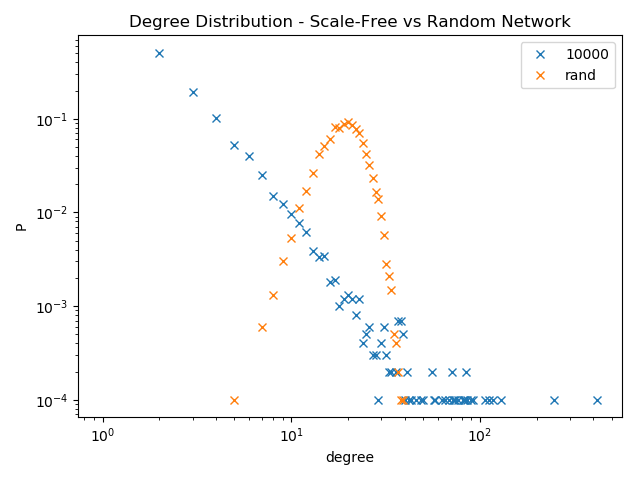 Degree Distribution - Scale-Free vs Random Network
10000
rand
10⁻¹
10⁻²
10⁻³
10⁻⁴
P
10⁰ 10¹ 10²
degree